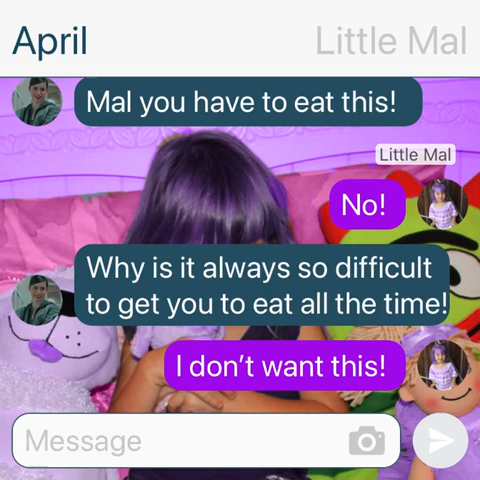 April
Little Mal
Mal you have to eat this!
Little Mal
No!
Why is it always so difficult
to get you to eat all the time!
I don't want this!
Message